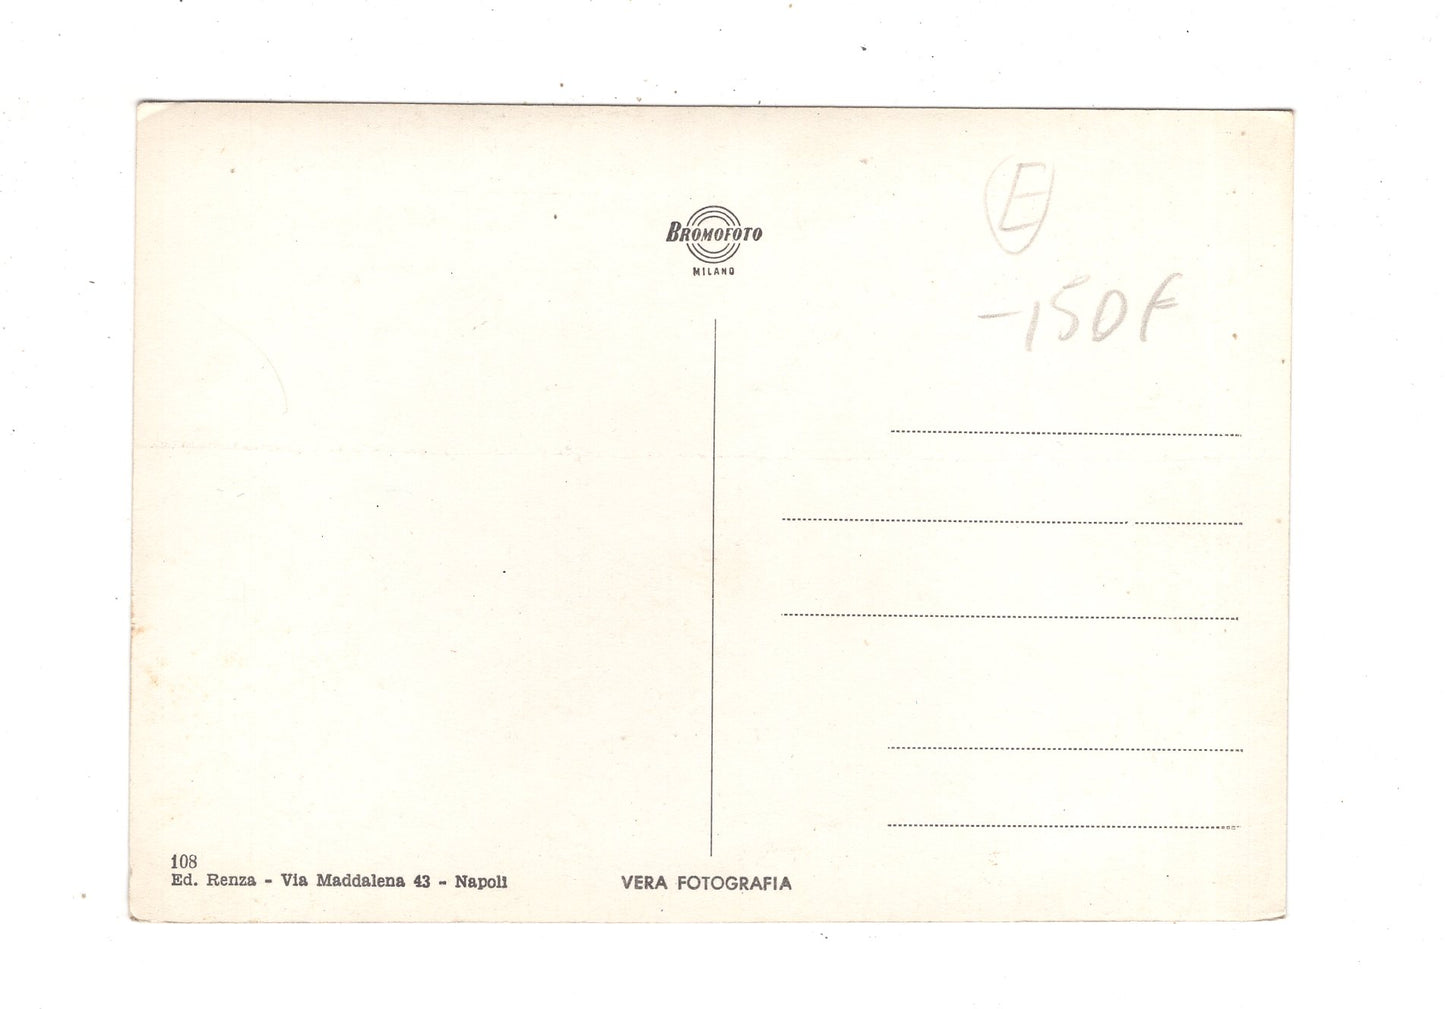 BROMOFOTO
MILANO
E
-150F
108
Ed. Renza - Via Maddalena 43 - Napoli
VERA FOTOGRAFIA